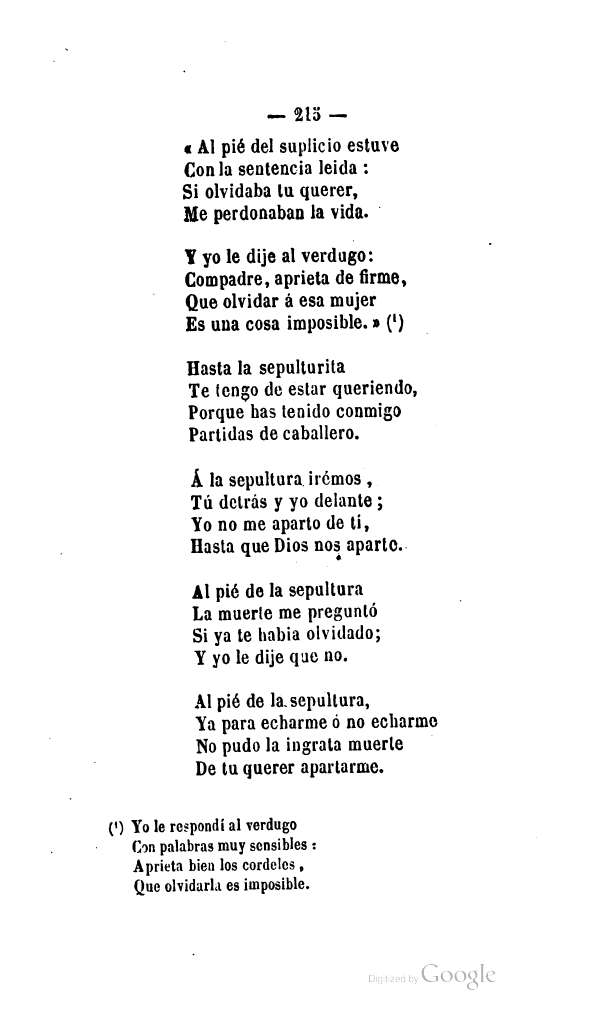 — 215 —
« Al pié del suplicio estuve
Con la sentencia leida :
Si olvidaba tu querer,
Me perdonaban la vida.
Y yo le dije al verdugo:
Compadre, aprieta de firme,
Que olvidar á esa mujer
Es una cosa imposible. » (¹)
Hasta la sepulturita
Te tengo de estar queriendo,
Porque has tenido conmigo
Partidas de caballero.
Á la sepultura irémos ,
Tú detrás y yo delante ;
Yo no me aparto de ti,
Hasta que Dios nos aparte.
Al pié de la sepultura
La muerte me preguntó
Si ya te habia olvidado;
Y yo le dije que no.
Al pié de la sepultura,
Ya para echarme ó no echarme
No pudo la ingrata muerte
De tu querer apartarme.
(¹) Yo le respondí al verdugo
Con palabras muy sensibles :
Aprieta bien los cordeles ,
Que olvidarla es imposible.
Digitized by Google